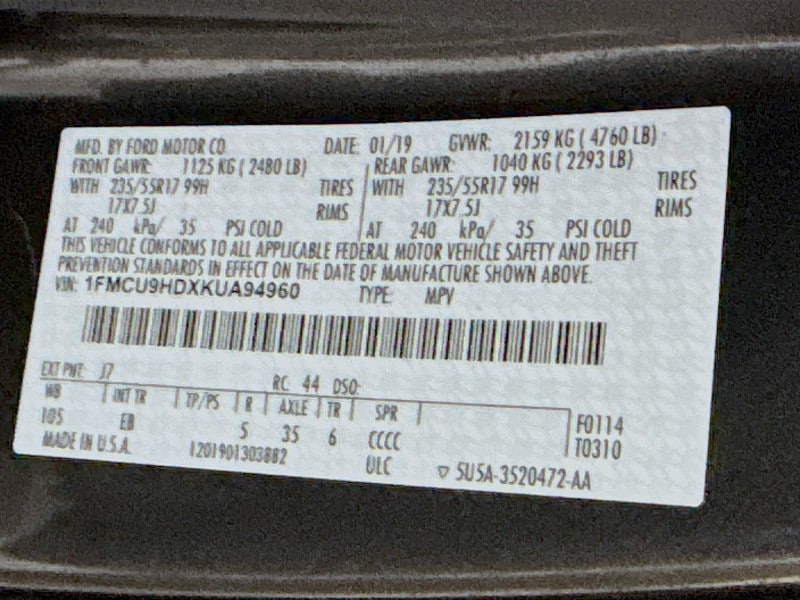 MFD. BY FORD MOTOR CO. DATE: 01/19 GVWR: 2159 KG ( 4760 LB)
FRONT GAWR: 1125 KG ( 2480 LB) REAR GAWR: 1040 KG ( 2293 LB)
WITH 235/55R17 99H TIRES WITH 235/55R17 99H TIRES
17X7.5J RIMS 17X7.5J RIMS
AT 240 kPa/ 35 PSI COLD AT 240 kPa/ 35 PSI COLD
THIS VEHICLE CONFORMS TO ALL APPLICABLE FEDERAL MOTOR VEHICLE SAFETY AND THEFT
PREVENTION STANDARDS IN EFFECT ON THE DATE OF MANUFACTURE SHOWN ABOVE.
VIN: 1FMCU9HDXKUA94960 TYPE: MPV
EXT PNT: J7 RC: 44 DSO:
WB INT TR TP/PS R AXLE TR SPR F0114
105 EB 5 35 6 CCCC T0310
MADE IN U.S.A. 1201901303882 ULC ▽ 5U5A-3520472-AA